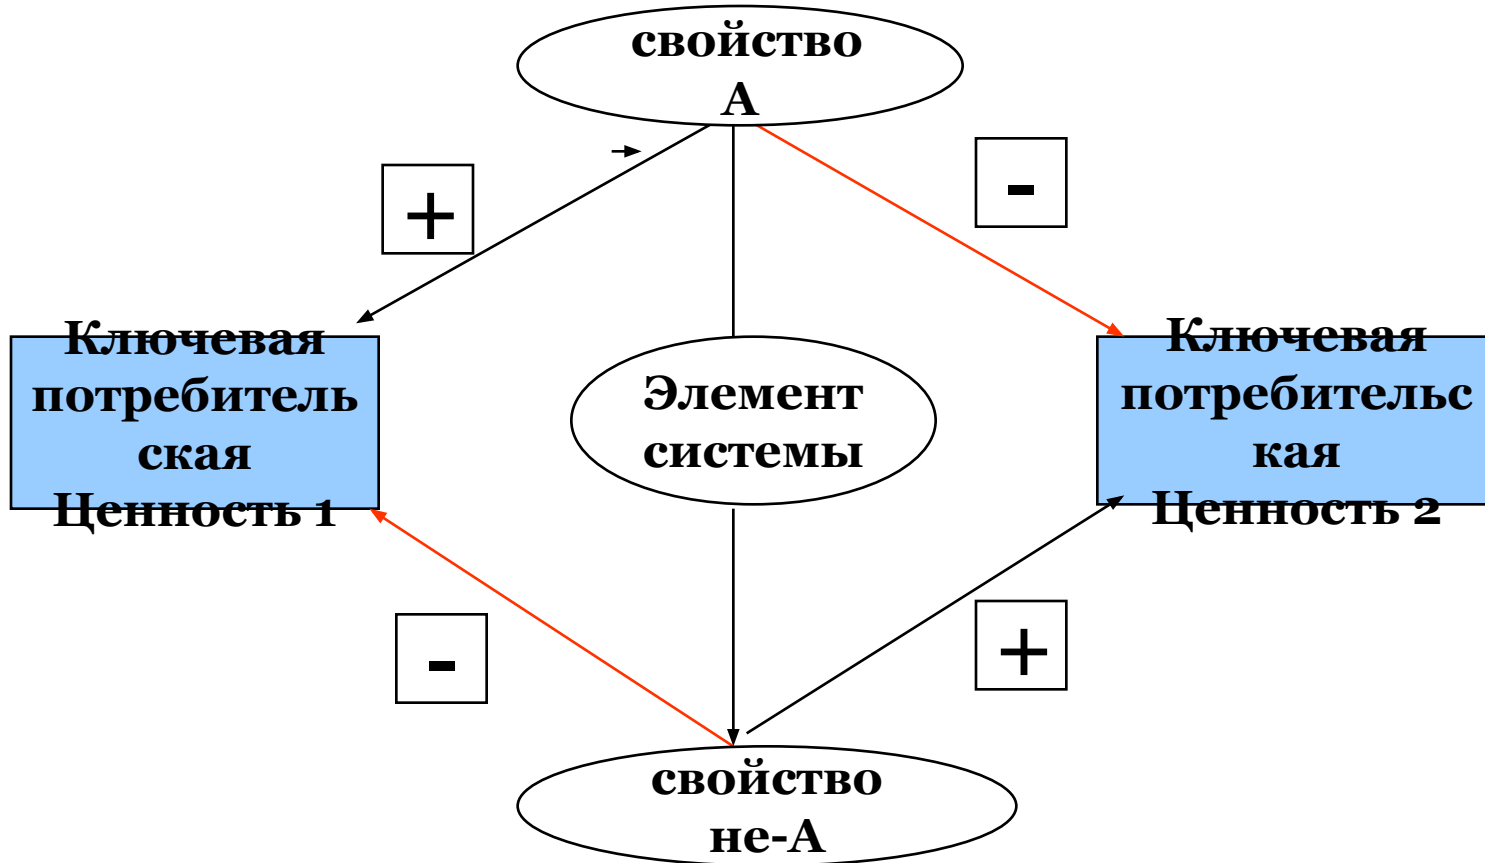 свойство
А
+
-
Ключевая
потребитель
ская
Ценность 1
Элемент
системы
Ключевая
потребительс
кая
Ценность 2
-
+
свойство
не-А